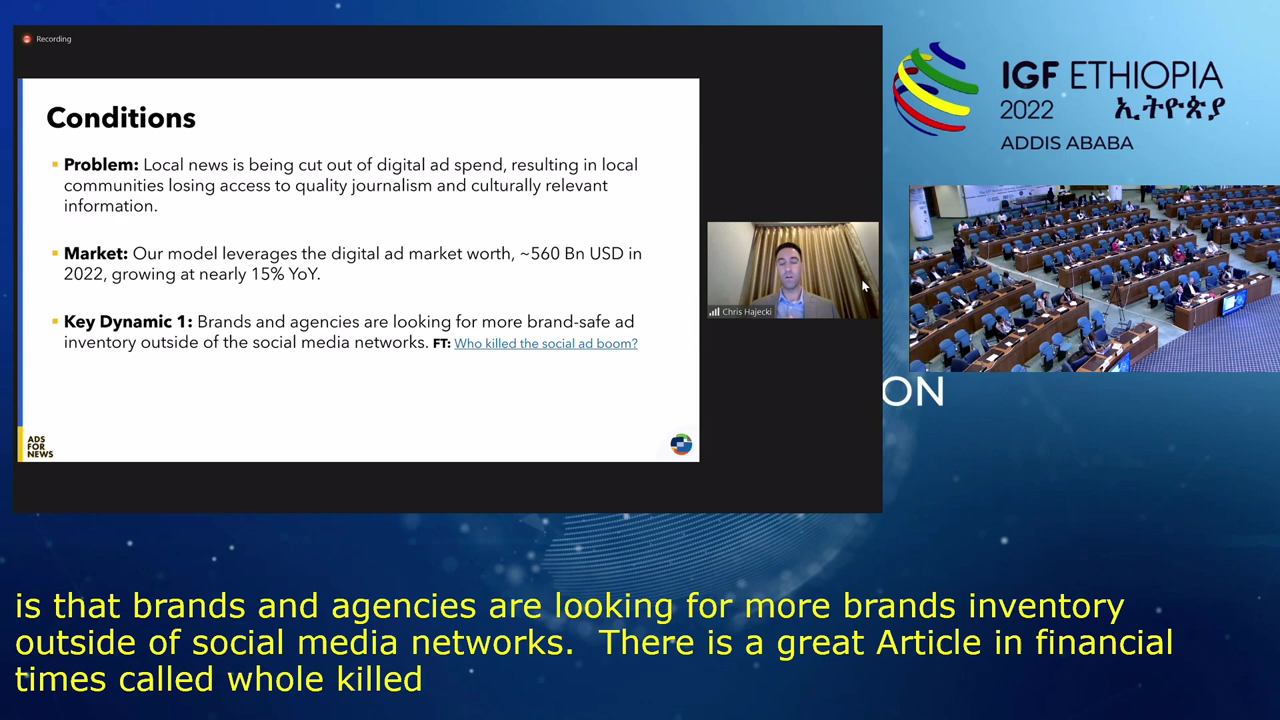 Recording
Conditions
Problem: Local news is being cut out of digital ad spend, resulting in local
communities losing access to quality journalism and culturally relevant
information.
Market: Our model leverages the digital ad market worth, ~560 Bn USD in
2022, growing at nearly 15% YoY.
Key Dynamic 1: Brands and agencies are looking for more brand-safe ad
inventory outside of the social media networks. FT: Who killed the social ad boom?
ADS
FOR
NEWS
Chris Hajecki
IGF ETHIOPIA
2022 ኢትዮጵያ
ADDIS ABABA
ON
is that brands and agencies are looking for more brands inventory
outside of social media networks.  There is a great Article in financial
times called whole killed